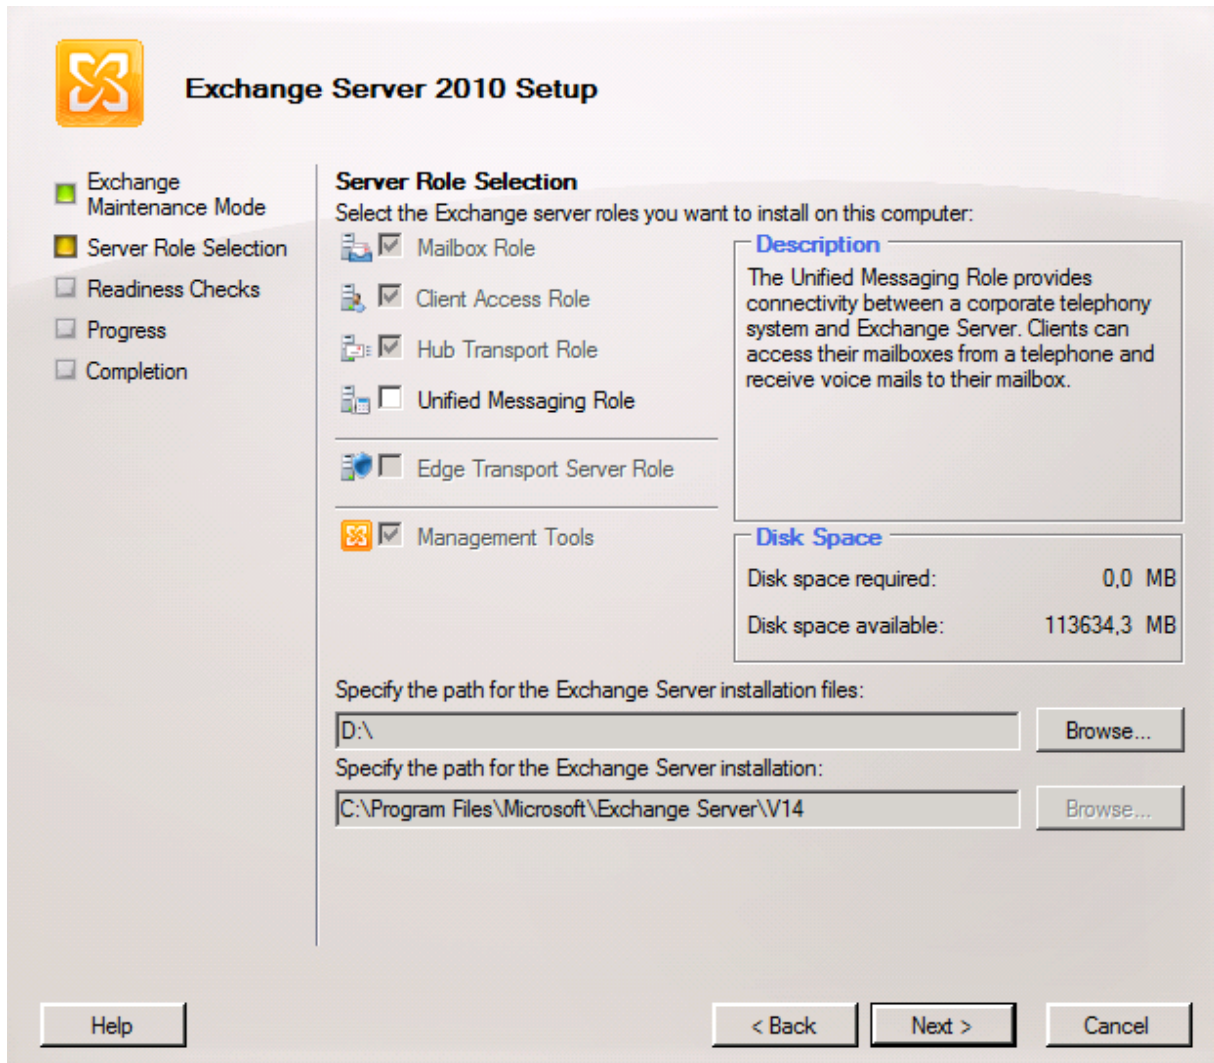 Exchange Server 2010 Setup
Exchange
Maintenance Mode
Server Role Selection
Readiness Checks
Progress
Completion
Server Role Selection
Select the Exchange server roles you want to install on this computer:
Mailbox Role
Client Access Role
Hub Transport Role
Unified Messaging Role
Edge Transport Server Role
Management Tools
Description
The Unified Messaging Role provides
connectivity between a corporate telephony
system and Exchange Server. Clients can
access their mailboxes from a telephone and
receive voice mails to their mailbox.
Disk Space
Disk space required: 0,0 MB
Disk space available: 113634,3 MB
Specify the path for the Exchange Server installation files:
D:\
Browse...
Specify the path for the Exchange Server installation:
C:\Program Files\Microsoft\Exchange Server\V14
Browse...
Help
< Back
Next >
Cancel